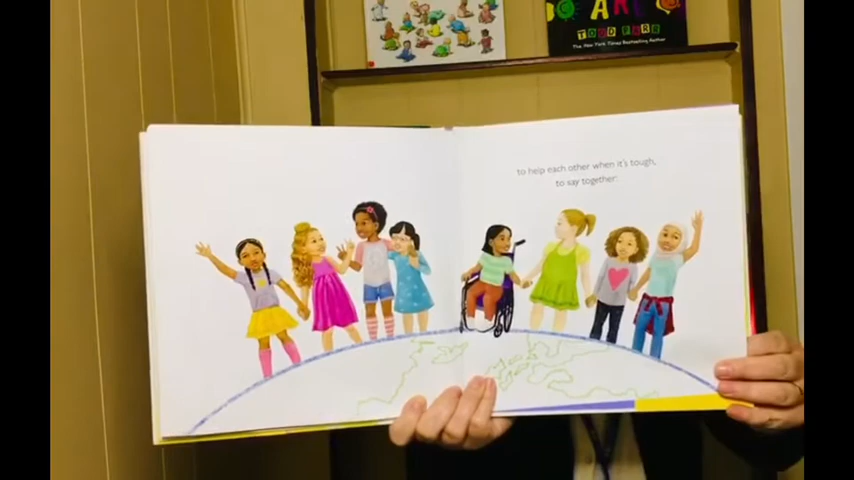 ART
TODD PARR
The New York Times Bestselling Author
to help each other when it's tough,
to say together: